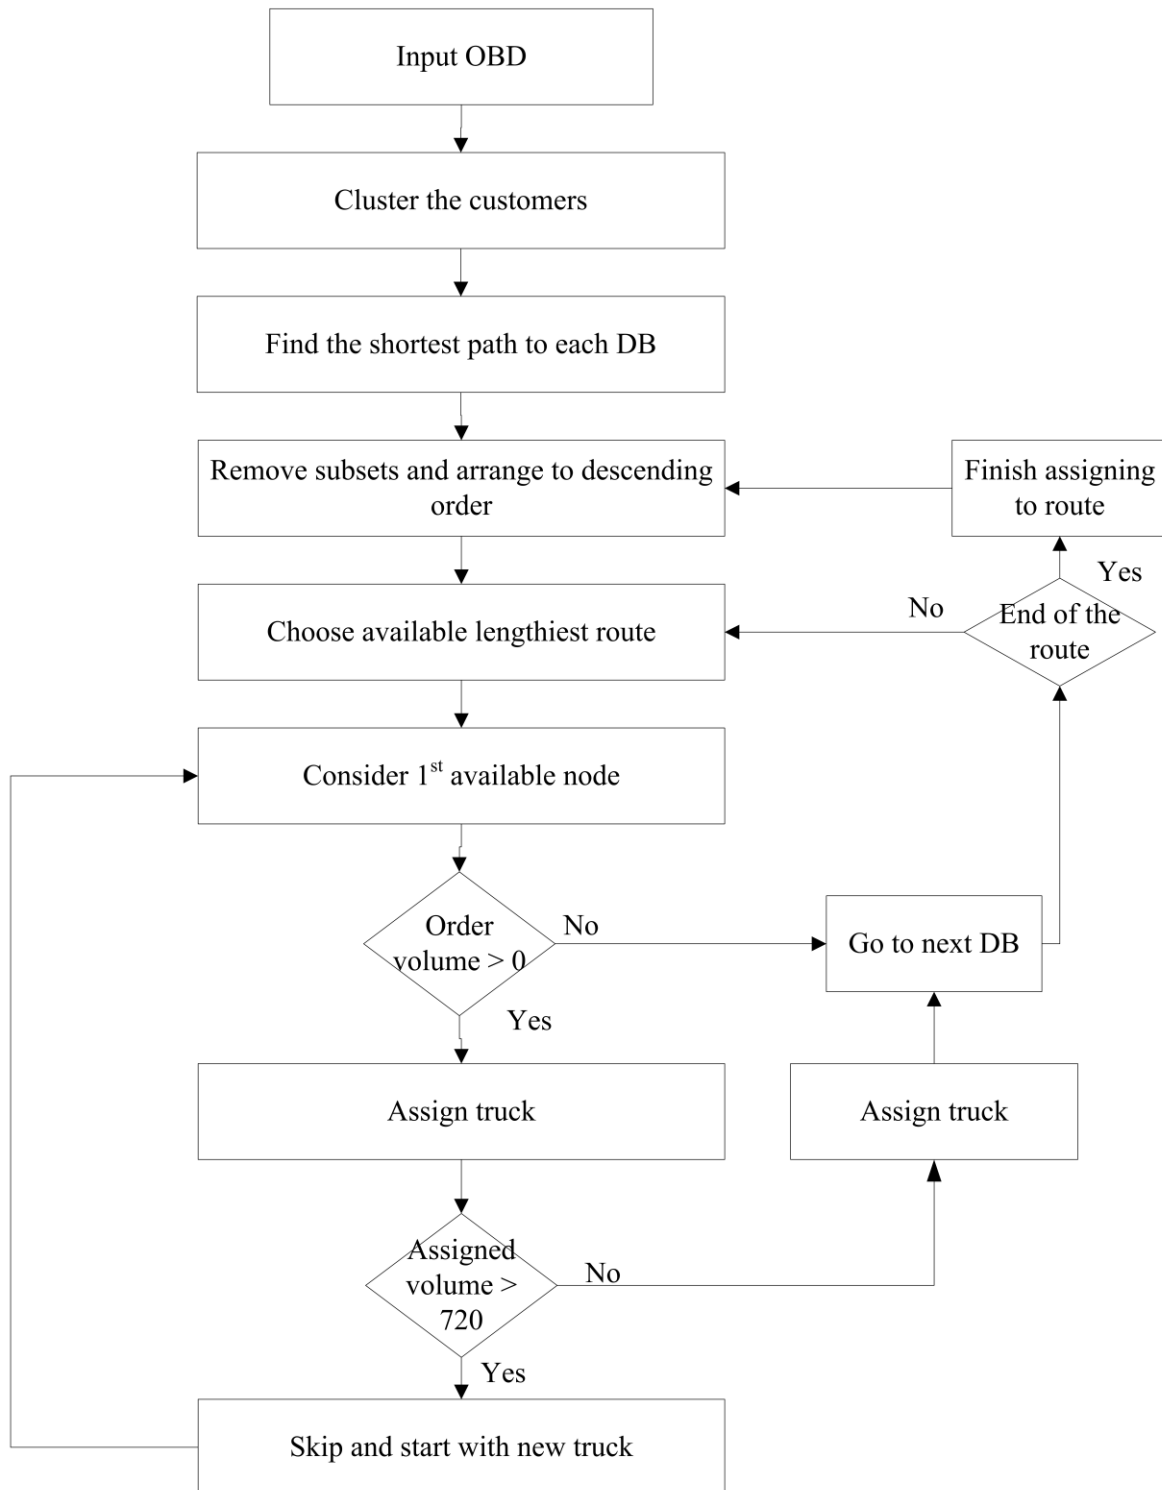 Input OBD
Cluster the customers
Find the shortest path to each DB
Remove subsets and arrange to descending
order
Finish assigning
to route
Yes
No
End of the
route
Choose available lengthiest route
Consider 1st available node
Order
volume > 0
No
Go to next DB
Yes
Assign truck
Assign truck
Assigned
volume >
720
No
Yes
Skip and start with new truck